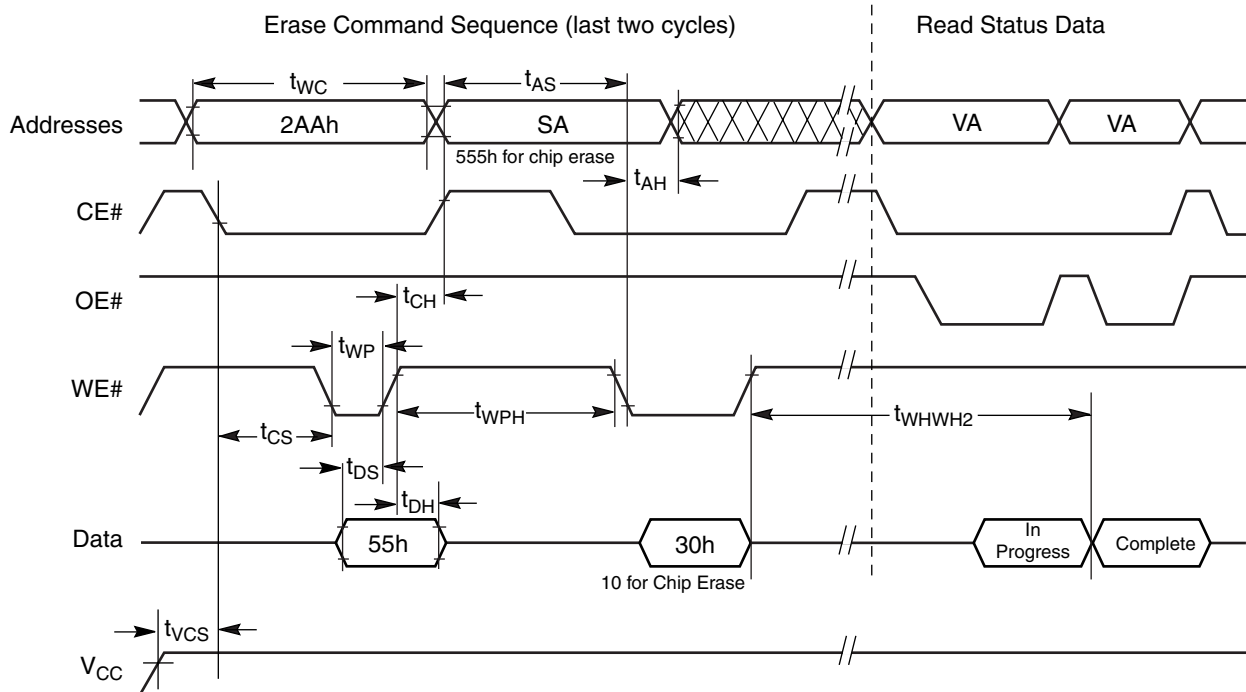 Erase Command Sequence (last two cycles)
Read Status Data
tWC
tAS
Addresses
2AAh
SA
VA
VA
555h for chip erase
tAH
CE#
tCH
OE#
tWP
WE#
tWPH
tWHWH2
tCS
tDS
tDH
Data
55h
30h
In
Progress
Complete
10 for Chip Erase
tVCS
VCC